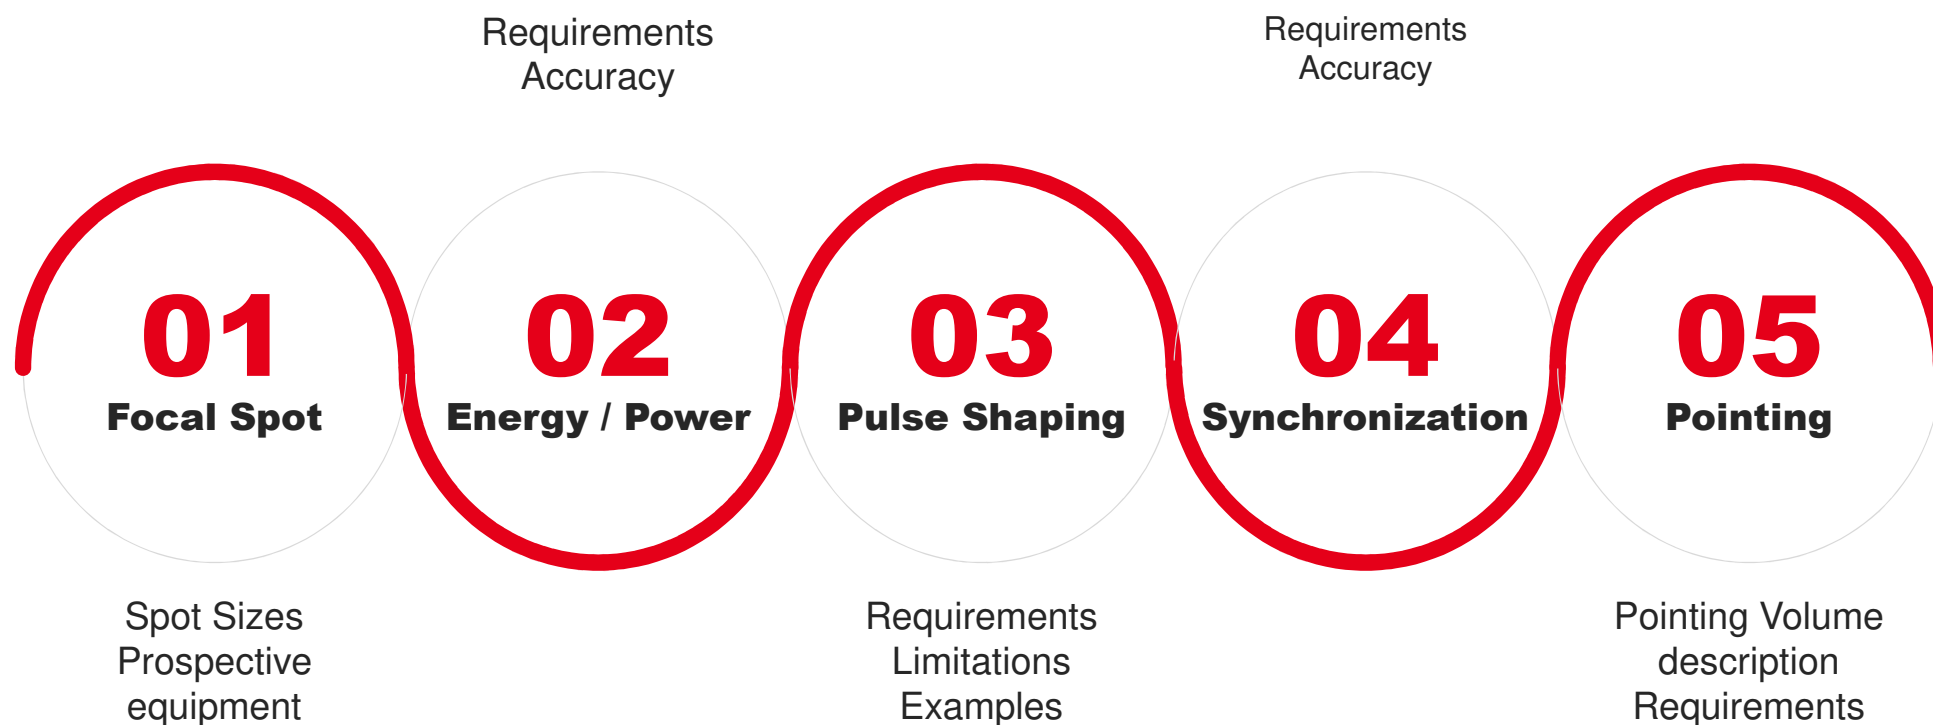 Requirements
Accuracy
Requirements
Accuracy
01
Focal Spot
02
Energy / Power
03
Pulse Shaping
04
Synchronization
05
Pointing
Spot Sizes
Prospective
equipment
Requirements
Limitations
Examples
Pointing Volume
description
Requirements